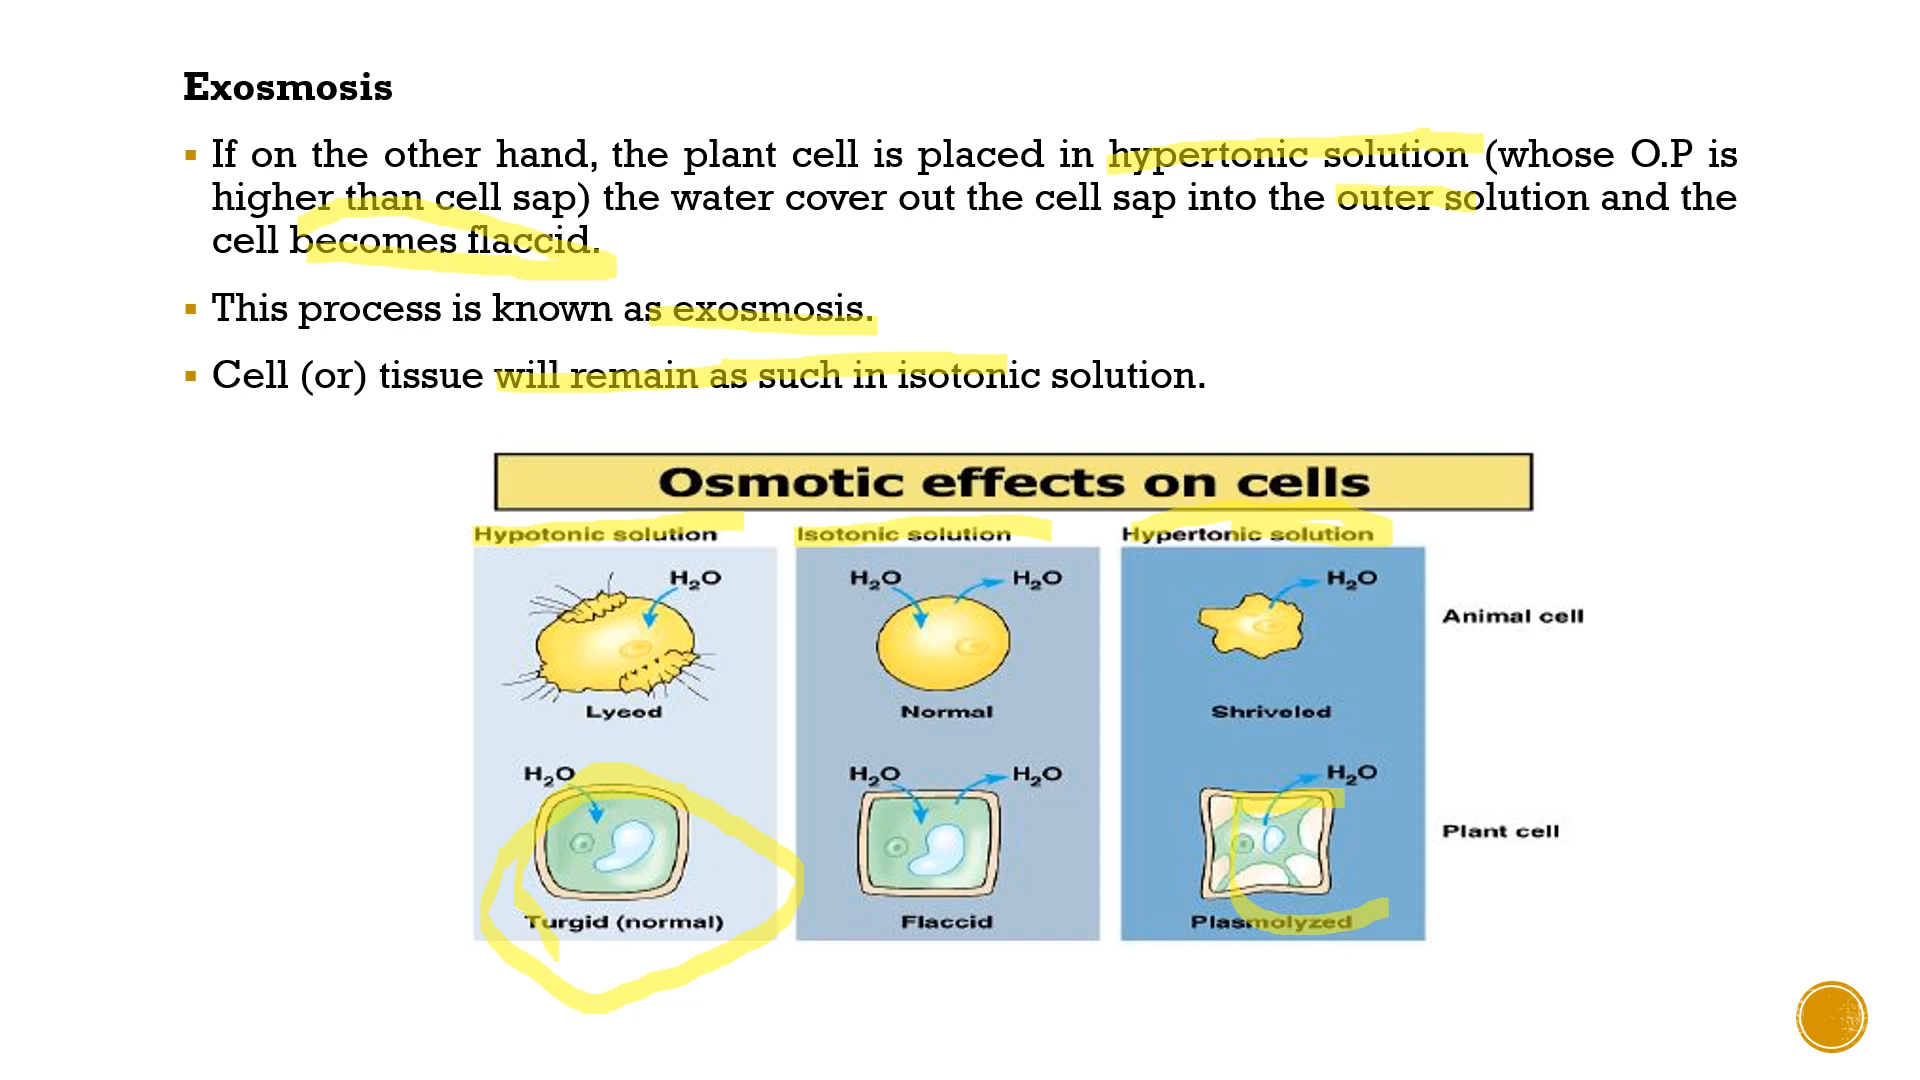 Exosmosis
▪ If on the other hand, the plant cell is placed in hypertonic solution (whose O.P is
higher than cell sap) the water cover out the cell sap into the outer solution and the
cell becomes flaccid.
▪ This process is known as exosmosis.
▪ Cell (or) tissue will remain as such in isotonic solution.
Osmotic effects on cells
Hypotonic solution Isotonic solution Hypertonic solution
H₂O H₂O H₂O H₂O
Animal cell
Lysed Normal Shriveled
H₂O H₂O H₂O H₂O
Plant cell
Turgid (normal) Flaccid Plasmolyzed